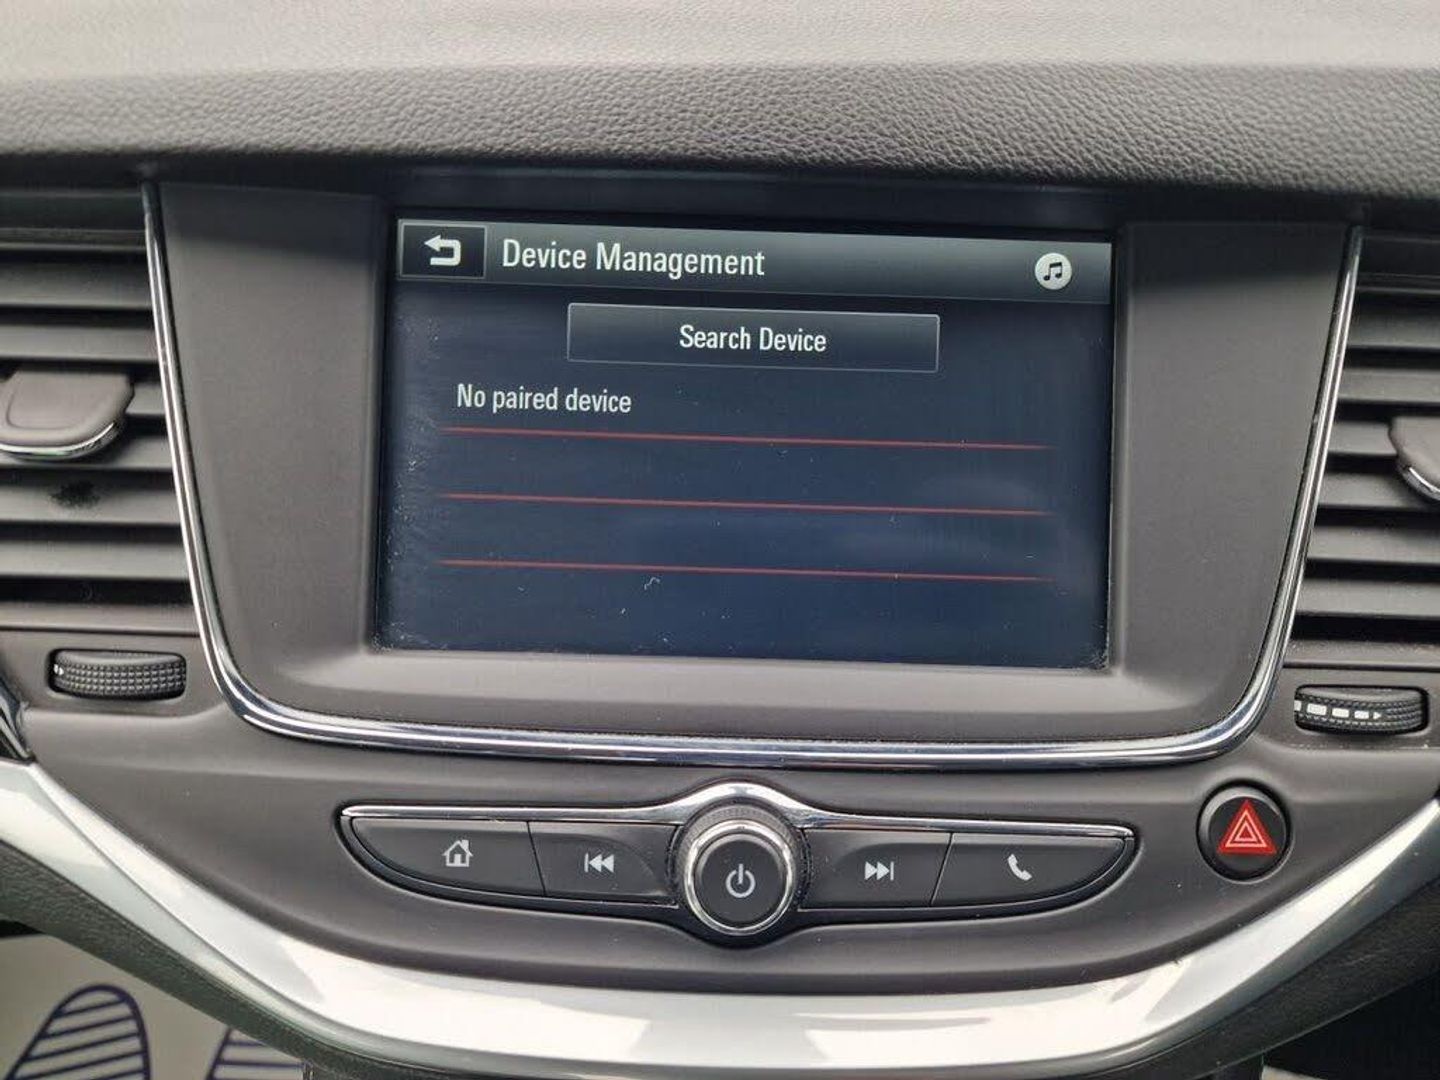 Device Management
Search Device
No paired device